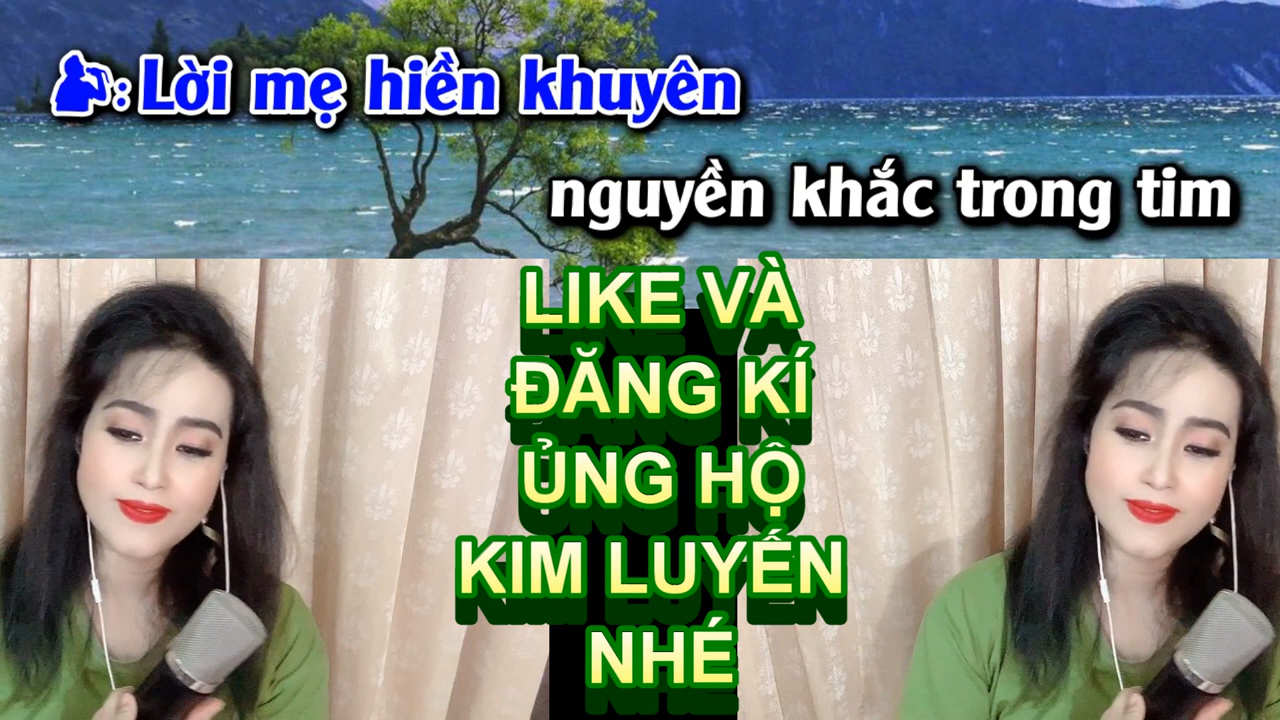 : Lời mẹ hiền khuyên
nguyền khắc trong tim
LIKE VÀ
ĐĂNG KÍ
ỦNG HỘ
KIM LUYẾN
NHÉ